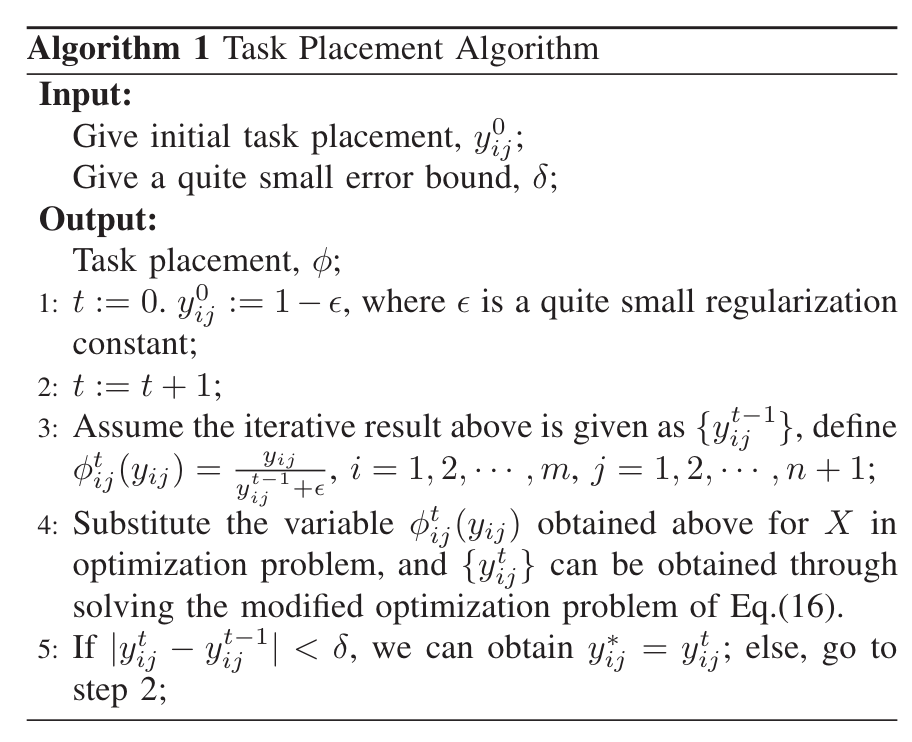 Algorithm 1 Task Placement Algorithm
Input:
Give initial task placement, $y_{ij}^{0}$;
Give a quite small error bound, $\delta$;
Output:
Task placement, $\phi$;
1: $t := 0$. $y_{ij}^{0} := 1 - \epsilon$, where $\epsilon$ is a quite small regularization
constant;
2: $t := t + 1$;
3: Assume the iterative result above is given as $\{y_{ij}^{t-1}\}$, define
$\phi_{ij}^{t}(y_{ij}) = \frac{y_{ij}}{y_{ij}^{t-1}+\epsilon}$, $i = 1, 2, \cdots, m$, $j = 1, 2, \cdots, n + 1$;
4: Substitute the variable $\phi_{ij}^{t}(y_{ij})$ obtained above for $X$ in
optimization problem, and $\{y_{ij}^{t}\}$ can be obtained through
solving the modified optimization problem of Eq.(16).
5: If $|y_{ij}^{t} - y_{ij}^{t-1}| < \delta$, we can obtain $y_{ij}^{*} = y_{ij}^{t}$; else, go to
step 2;